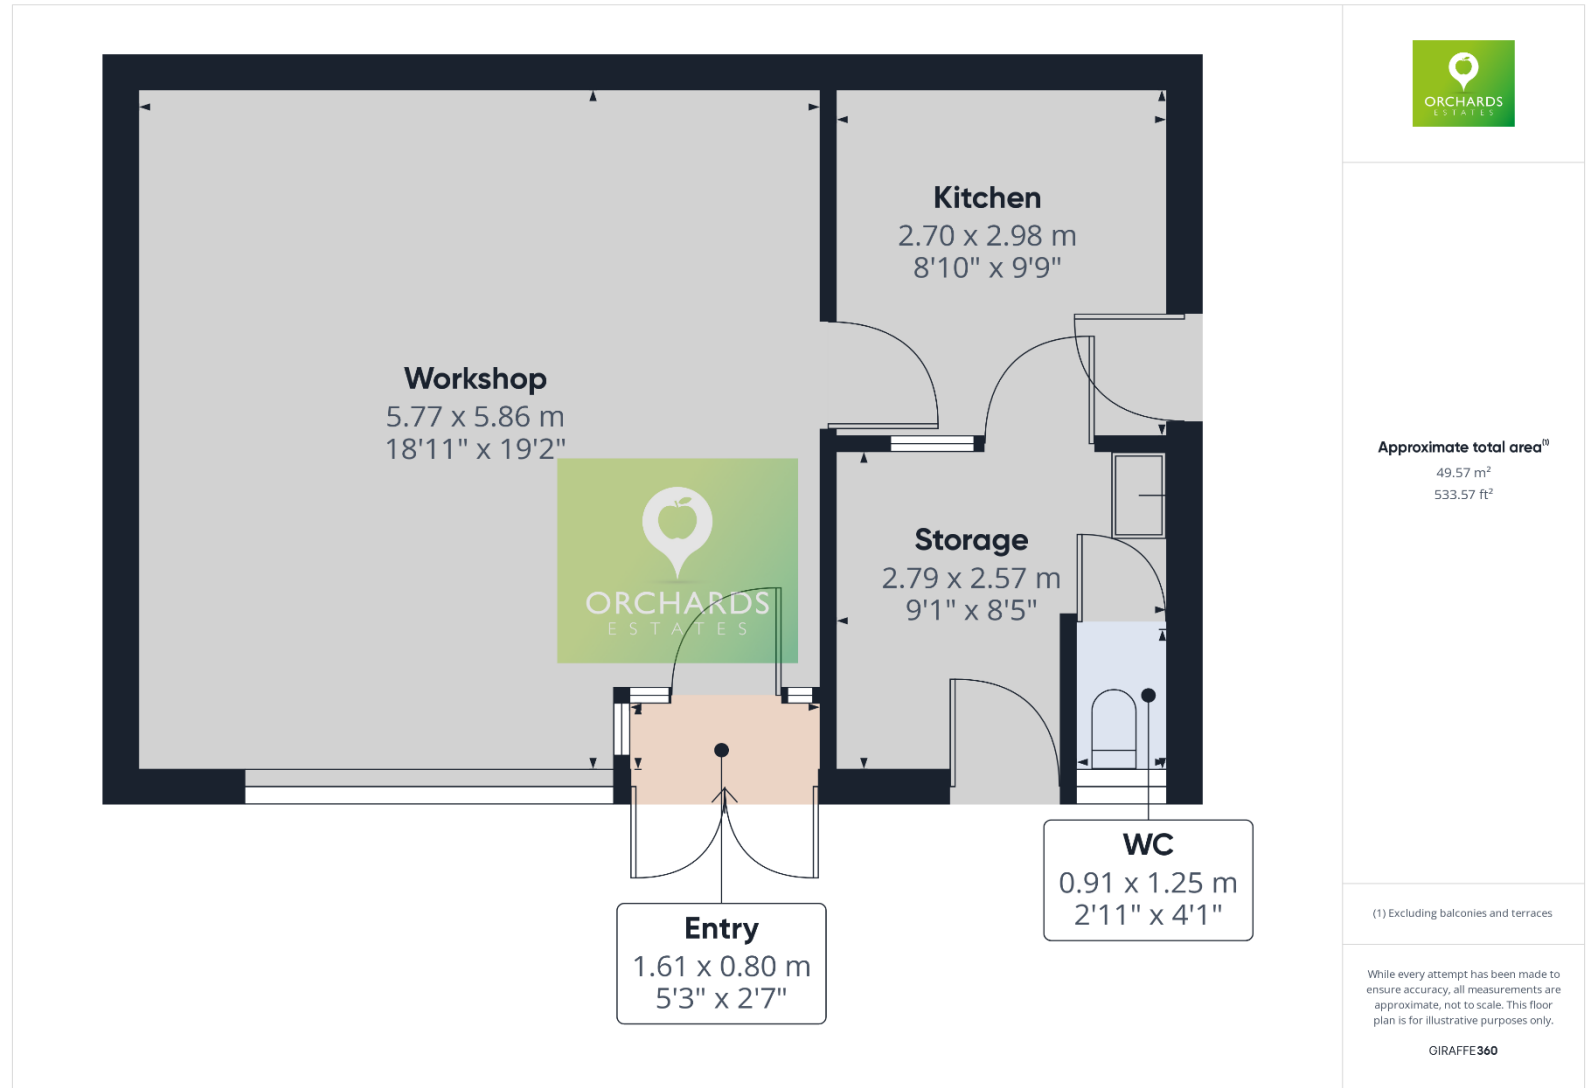 Kitchen
2.70 x 2.98 m
8'10" x 9'9"
Workshop
5.77 x 5.86 m
18'11" x 19'2"
ORCHARDS
ESTATES
Storage
2.79 x 2.57 m
9'1" x 8'5"
WC
0.91 x 1.25 m
2'11" x 4'1"
Entry
1.61 x 0.80 m
5'3" x 2'7"
ORCHARDS
ESTATES
Approximate total area(1)
49.57 m²
533.57 ft²
(1) Excluding balconies and terraces
While every attempt has been made to
ensure accuracy, all measurements are
approximate, not to scale. This floor
plan is for illustrative purposes only.
GIRAFFE360